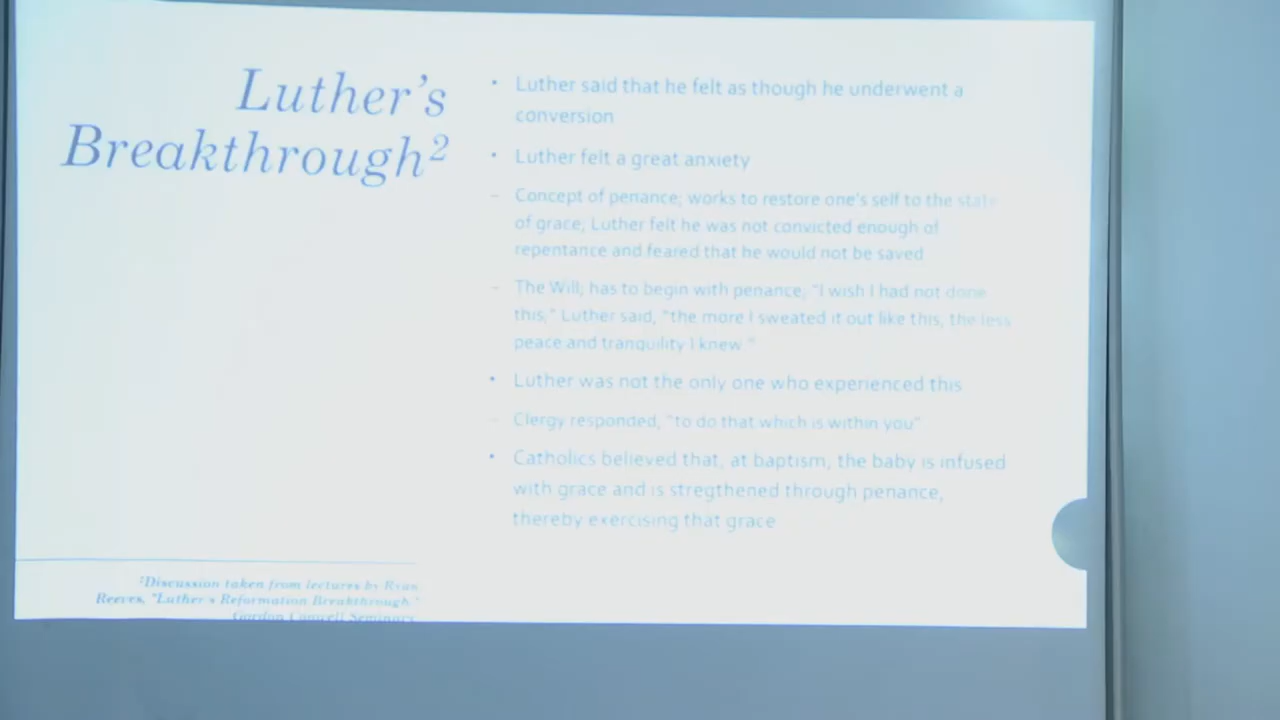 Luther's
Breakthrough²
• Luther said that he felt as though he underwent a
conversion
• Luther felt a great anxiety
– Concept of penance; works to restore one's self to the state
of grace; Luther felt he was not convicted enough of
repentance and feared that he would not be saved
– The Will; has to begin with penance; "I wish I had not done
this;" Luther said, "the more I sweated it out like this, the less
peace and tranquility I knew "
• Luther was not the only one who experienced this
– Clergy responded, "to do that which is within you"
• Catholics believed that, at baptism, the baby is infused
with grace and is stregthened through penance,
thereby exercising that grace
²Discussion taken from lectures by Ryan
Reeves, "Luther's Reformation Breakthrough."
Gordon Conwell Seminary